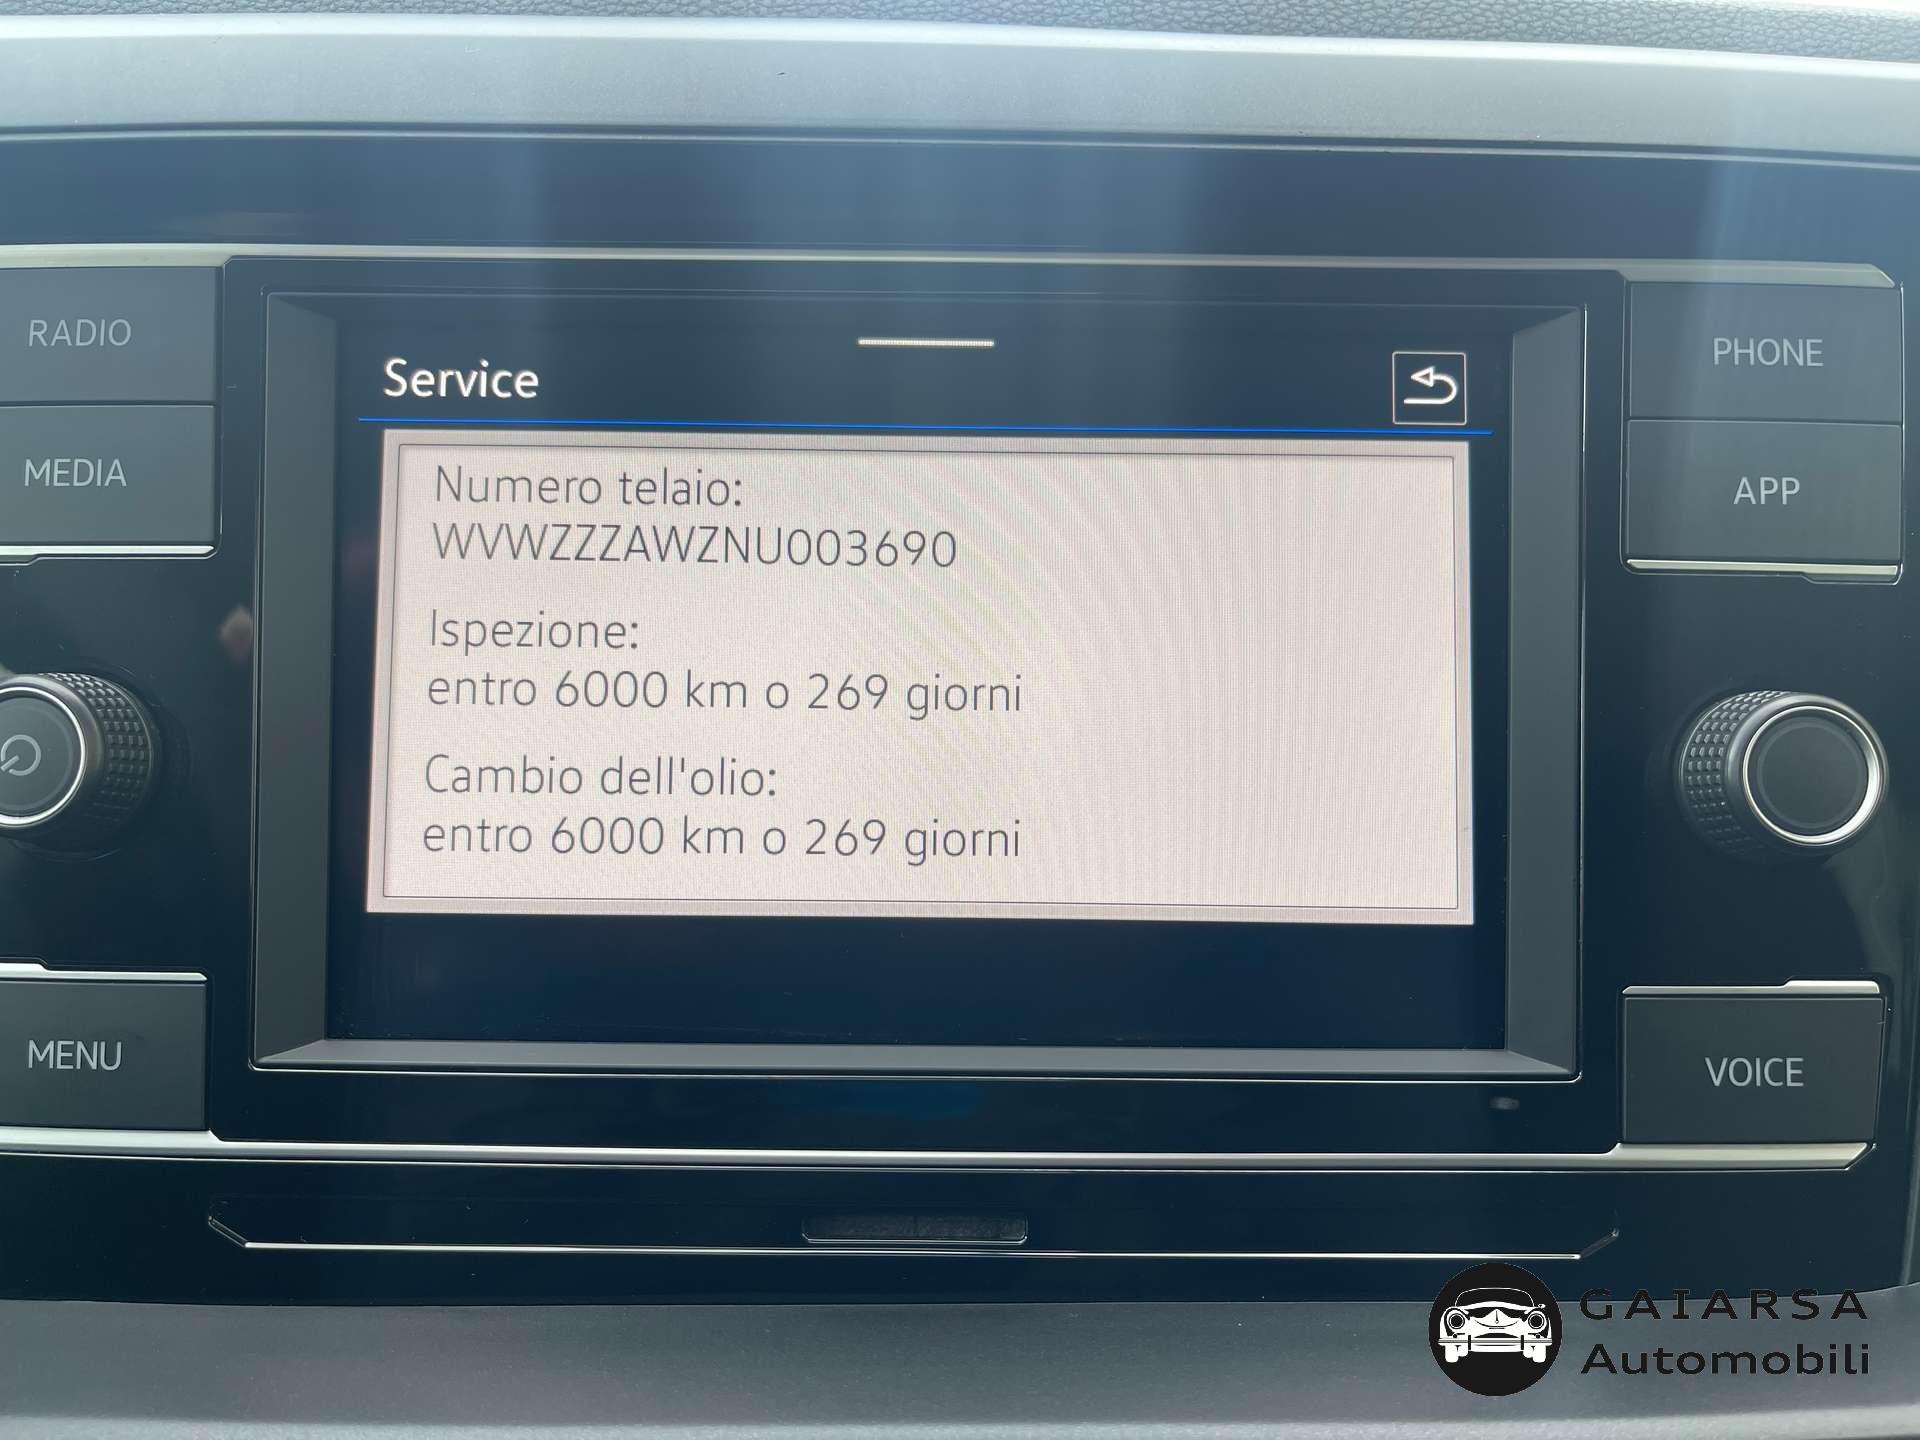 RADIO
MEDIA
MENU
Service
Numero telaio:
WVWZZZAWZNU003690
Ispezione:
entro 6000 km o 269 giorni
Cambio dell'olio:
entro 6000 km o 269 giorni
PHONE
APP
VOICE
GAIARSA
Automobili